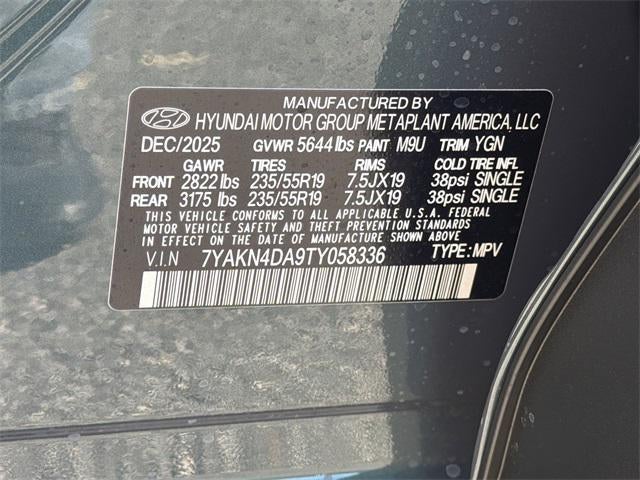 MANUFACTURED BY
HYUNDAI MOTOR GROUP METAPLANT AMERICA, LLC
DEC/2025 GVWR 5644 lbs PAINT M9U TRIM YGN
GAWR TIRES RIMS COLD TIRE INFL
FRONT 2822 lbs 235/55R19 7.5JX19 38psi SINGLE
REAR 3175 lbs 235/55R19 7.5JX19 38psi SINGLE
THIS VEHICLE CONFORMS TO ALL APPLICABLE U.S.A. FEDERAL
MOTOR VEHICLE SAFETY AND THEFT PREVENTION STANDARDS
IN EFFECT ON THE DATE OF MANUFACTURE SHOWN ABOVE
V.I.N 7YAKN4DA9TY058336 TYPE: MPV